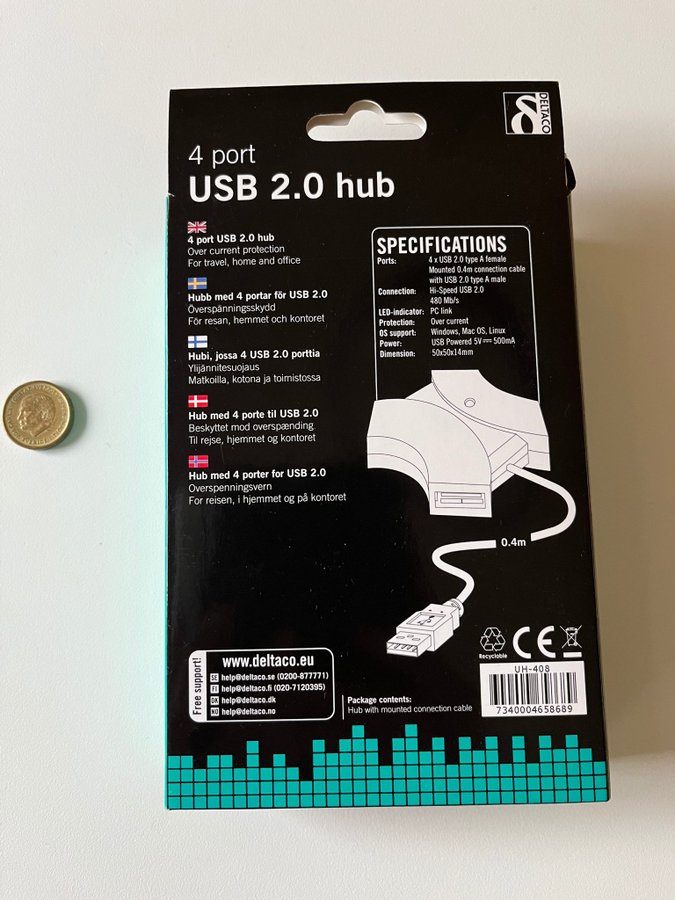 DELTACO
4 port
USB 2.0 hub
4 port USB 2.0 hub
Over current protection
For travel, home and office
Hubb med 4 portar för USB 2.0
Överspänningsskydd
För resan, hemmet och kontoret
Hubi, jossa 4 USB 2.0 porttia
Ylijännitesuojaus
Matkoilla, kotona ja toimistossa
Hub med 4 porte til USB 2.0
Beskyttet mod overspænding
Til rejse, hjemmet og kontoret
Hub med 4 porter for USB 2.0
Overspenningsvern
For reisen, i hjemmet og på kontoret
SPECIFICATIONS
Ports: 4 x USB 2.0 type A female
Mounted 0.4m connection cable
with USB 2.0 type A male
Connection: Hi-Speed USB 2.0
480 Mb/s
LED-indicator: PC link
Protection: Over current
OS support: Windows, Mac OS, Linux
Power: USB Powered 5V⎓500mA
Dimension: 50x50x14mm
0.4m
Free support!
www.deltaco.eu
SE help@deltaco.se (0200-877771)
FI help@deltaco.fi (020-7120395)
DK help@deltaco.dk
NO help@deltaco.no
Package contents:
Hub with mounted connection cable
Recyclable
CE
UH-408
7340004658689